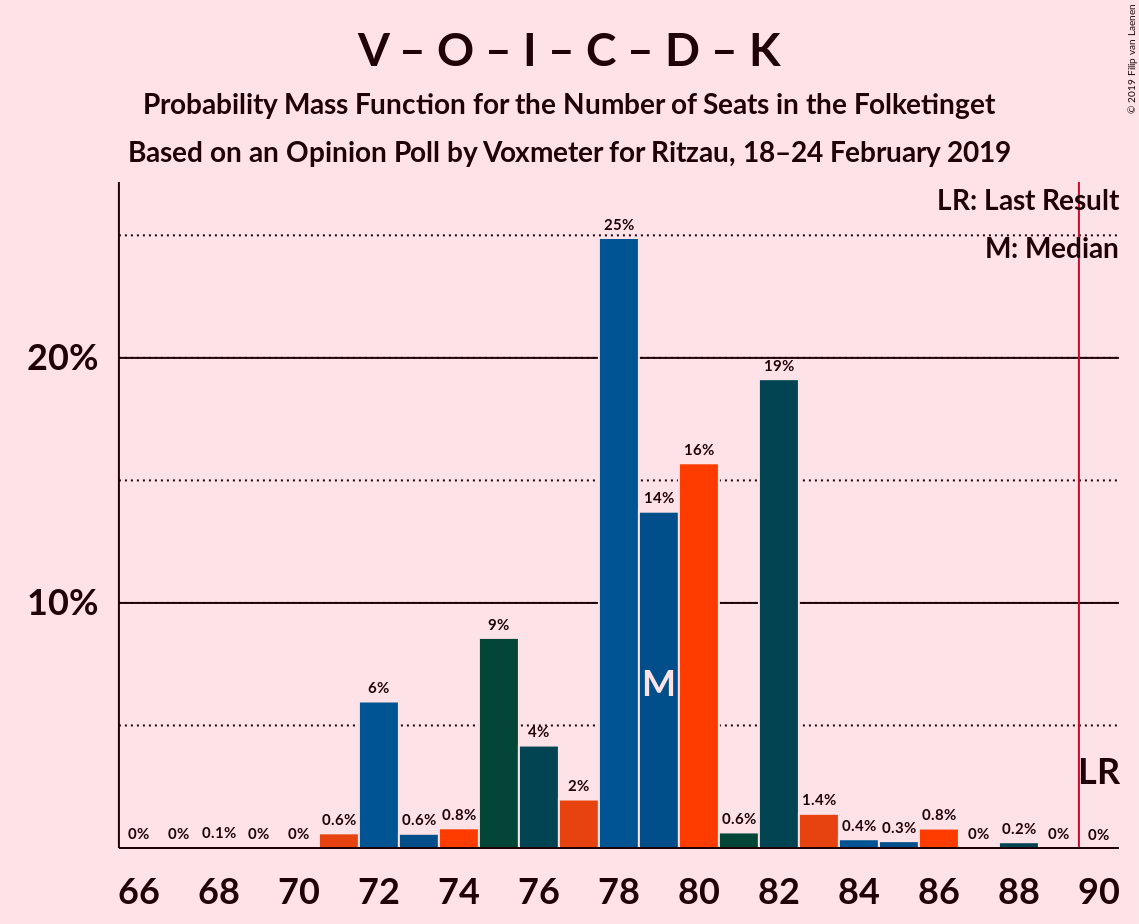 V – O – I – C – D – K
Probability Mass Function for the Number of Seats in the Folketinget
Based on an Opinion Poll by Voxmeter for Ritzau, 18–24 February 2019
© 2019 Filip van Laenen
LR: Last Result
M: Median
20%
10%
0% 0% 0.1% 0% 0% 0.6% 6% 0.6% 0.8% 9% 4% 2% 25% 14% 16% 0.6% 19% 1.4% 0.4% 0.3% 0.8% 0% 0.2% 0% 0%
M
LR
66 68 70 72 74 76 78 80 82 84 86 88 90